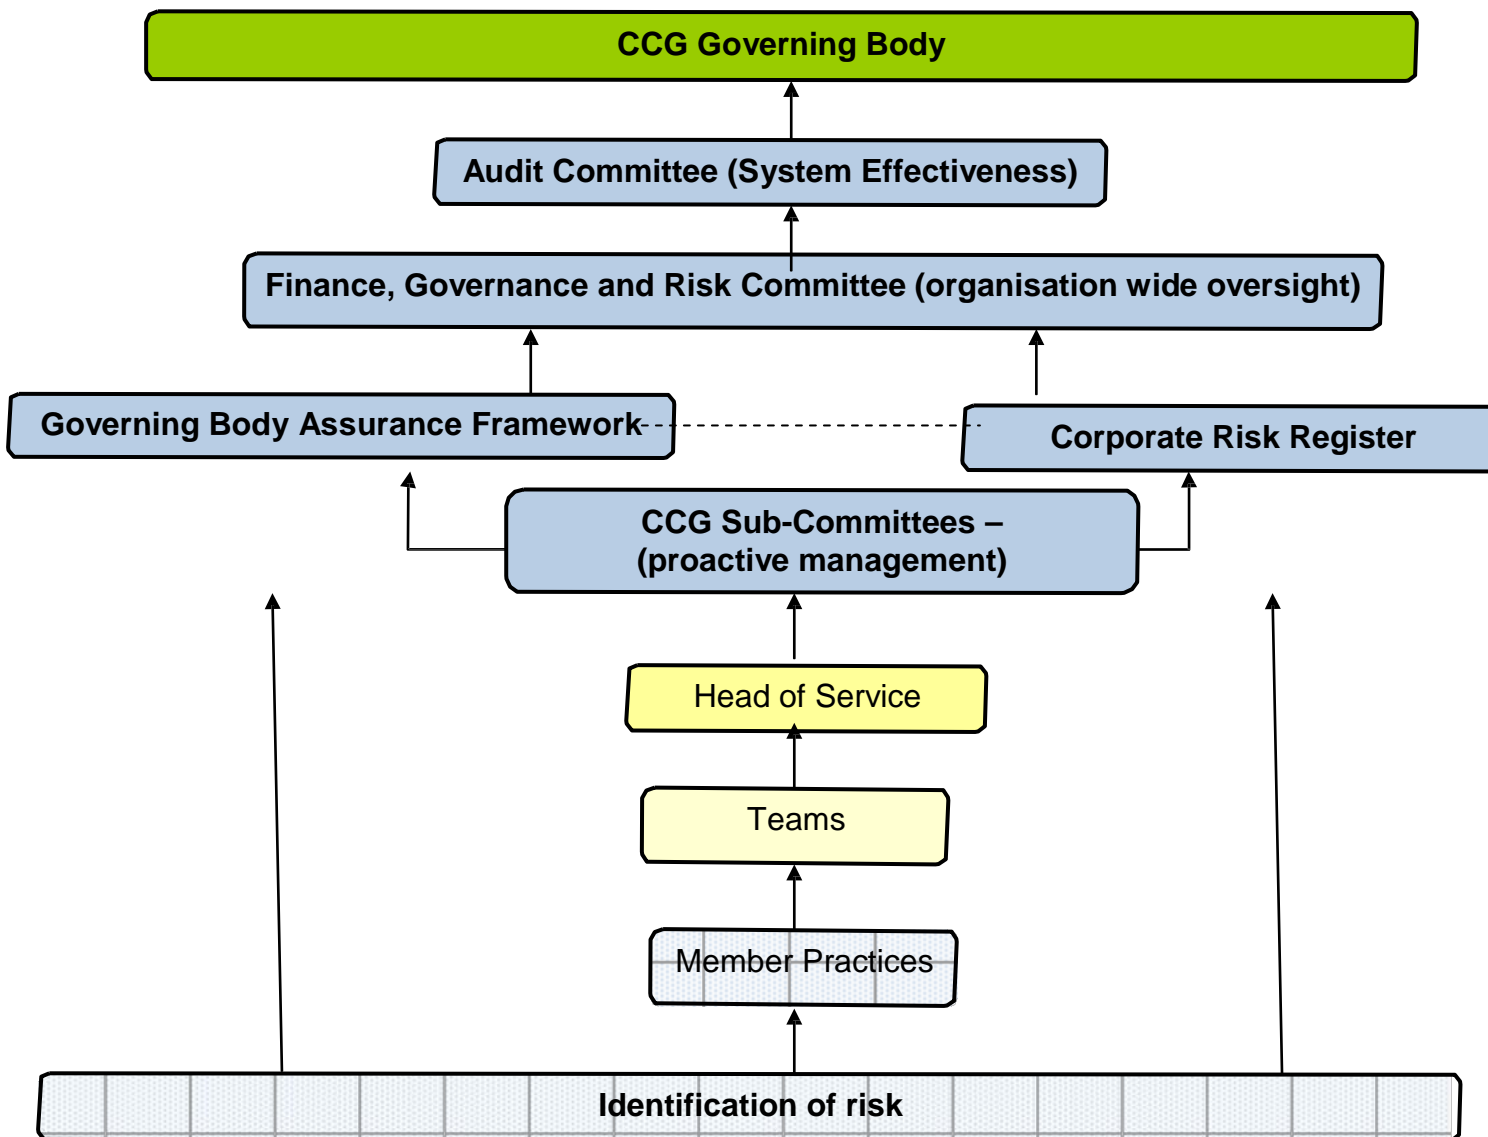 CCG Governing Body
Audit Committee (System Effectiveness)
Finance, Governance and Risk Committee (organisation wide oversight)
Governing Body Assurance Framework
Corporate Risk Register
CCG Sub-Committees –
(proactive management)
Head of Service
Teams
Member Practices
Identification of risk